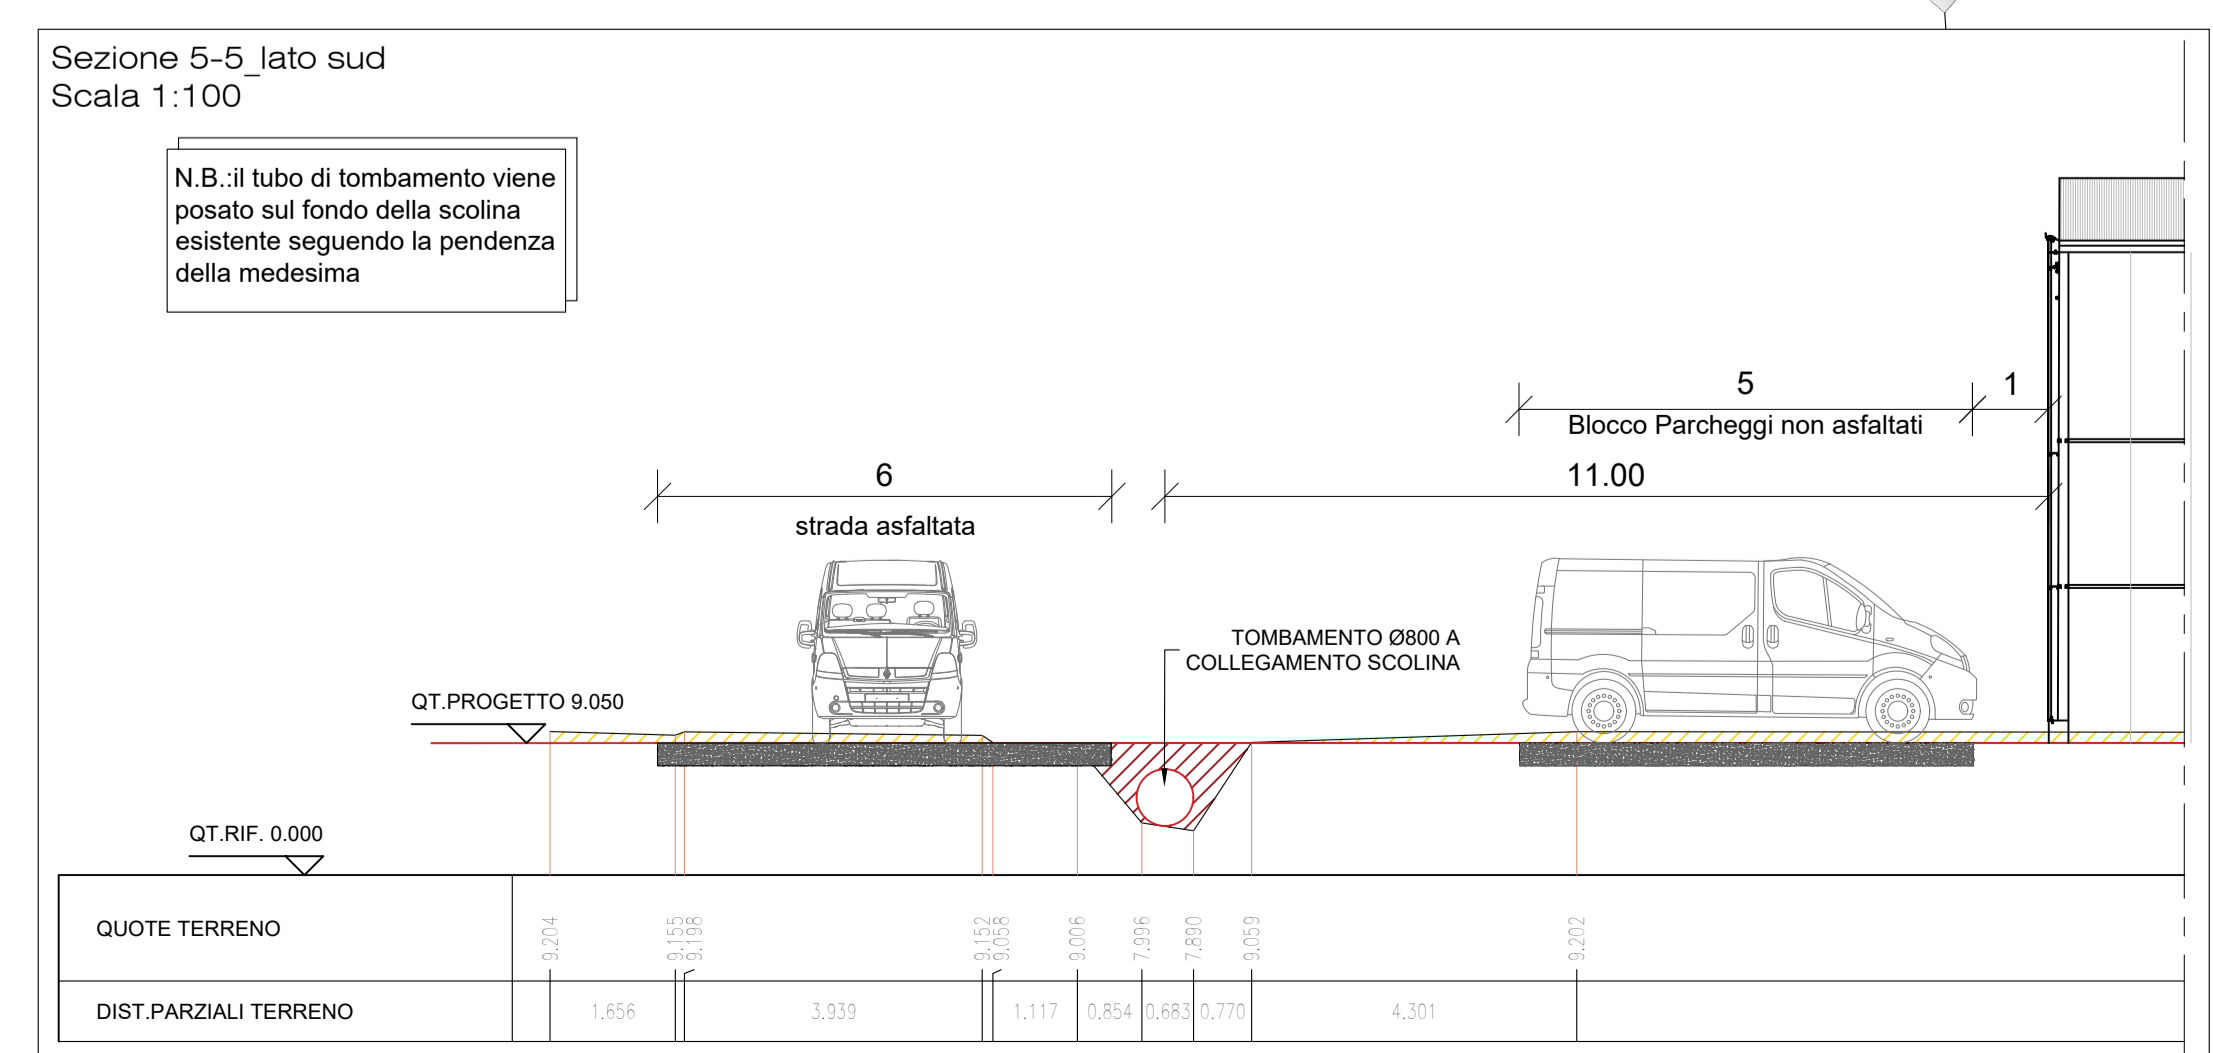 Sezione 5-5_lato sud
Scala 1:100
N.B.:il tubo di tombamento viene
posato sul fondo della scolina
esistente seguendo la pendenza
della medesima
5
1
Blocco Parcheggi non asfaltati
6
11.00
strada asfaltata
TOMBAMENTO Ø800 A
COLLEGAMENTO SCOLINA
QT.PROGETTO 9.050
QT.RIF. 0.000
QUOTE TERRENO
9.204
9.155
9.198
9.152
9.058
9.006
7.996
7.890
9.059
9.202
DIST.PARZIALI TERRENO
1.656
3.939
1.117
0.854
0.683
0.770
4.301